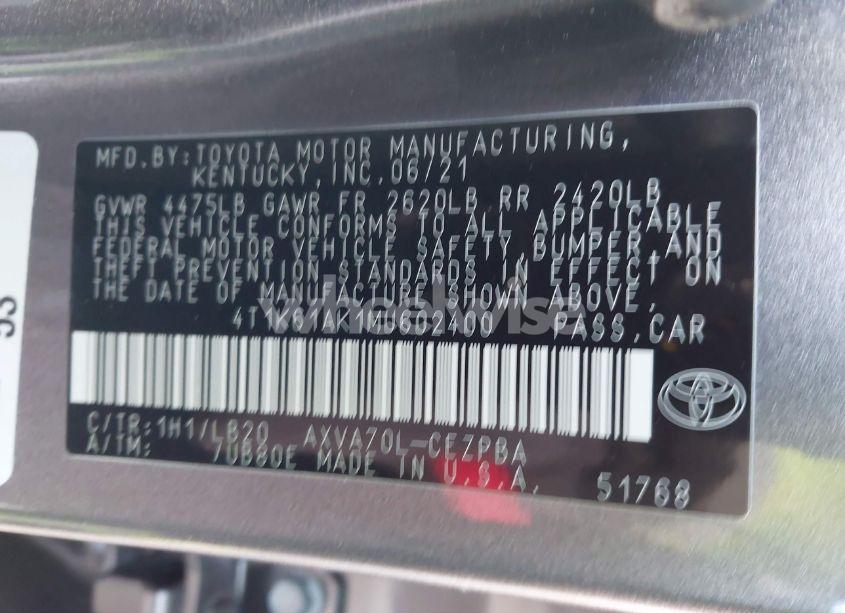 MFD. BY: TOYOTA MOTOR MANUFACTURING,
KENTUCKY, INC. 06/21
GVWR 4475LB GAWR FR 2620LB RR 2420LB
THIS VEHICLE CONFORMS TO ALL APPLICABLE
FEDERAL MOTOR VEHICLE SAFETY, BUMPER, AND
THEFT PREVENTION STANDARDS IN EFFECT ON
THE DATE OF MANUFACTURE SHOWN ABOVE.
PASS. CAR
C/TR: 1H1/LB20 AXVA70L-CEZPBA
A/TM: /UB80E MADE IN U.S.A.
51768